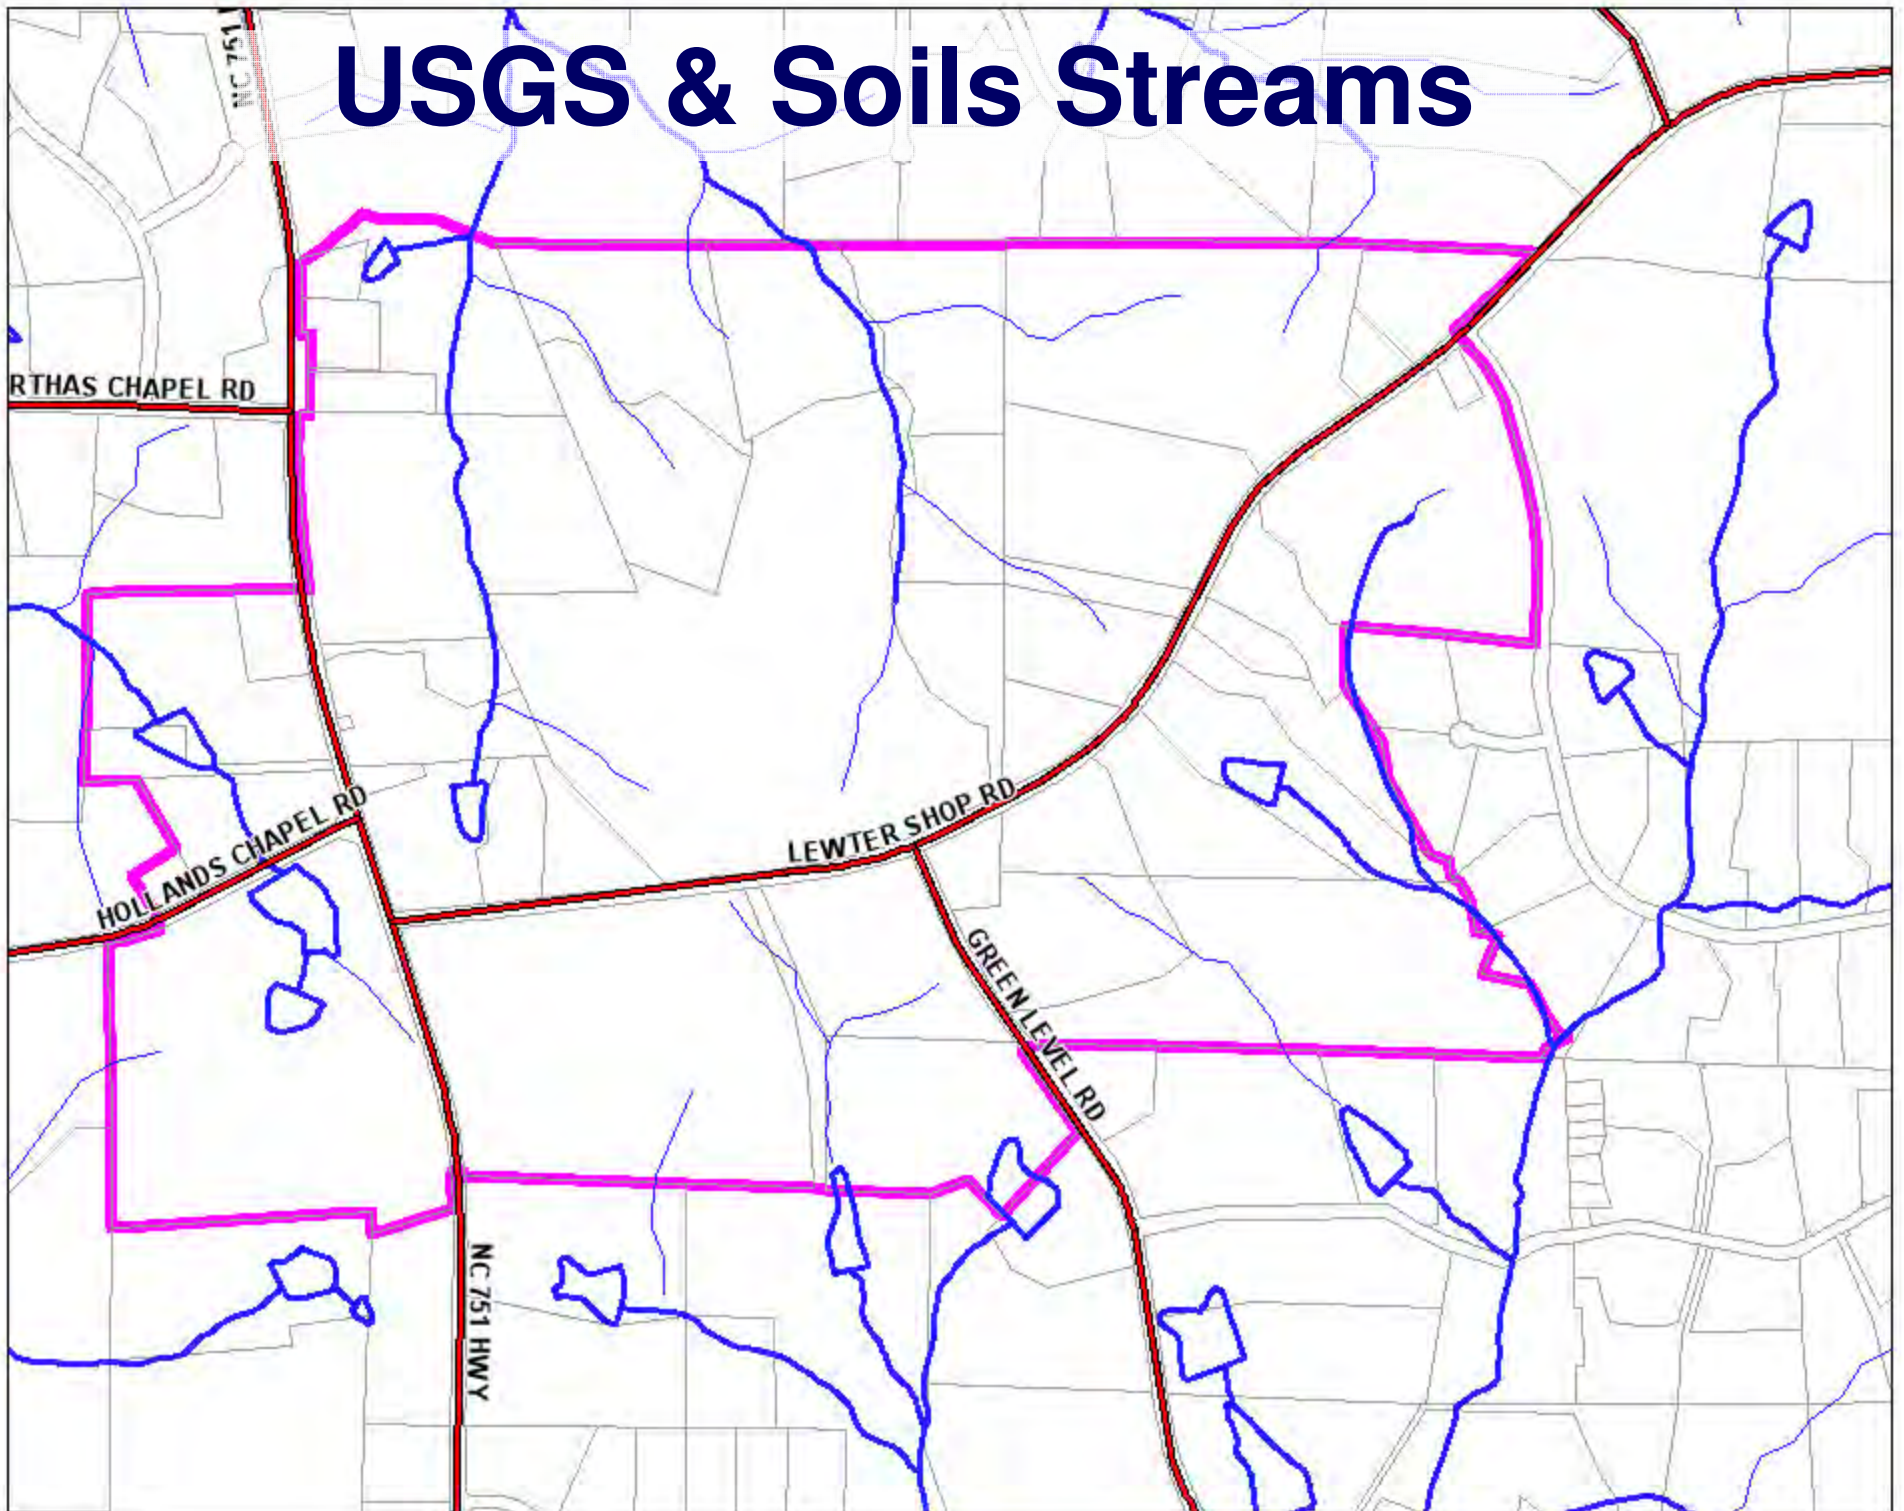 USGS & Soils Streams
NC 751
RTHAS CHAPEL RD
HOLLANDS CHAPEL RD
LEWTER SHOP RD
GREEN LEVEL RD
NC 751 HWY